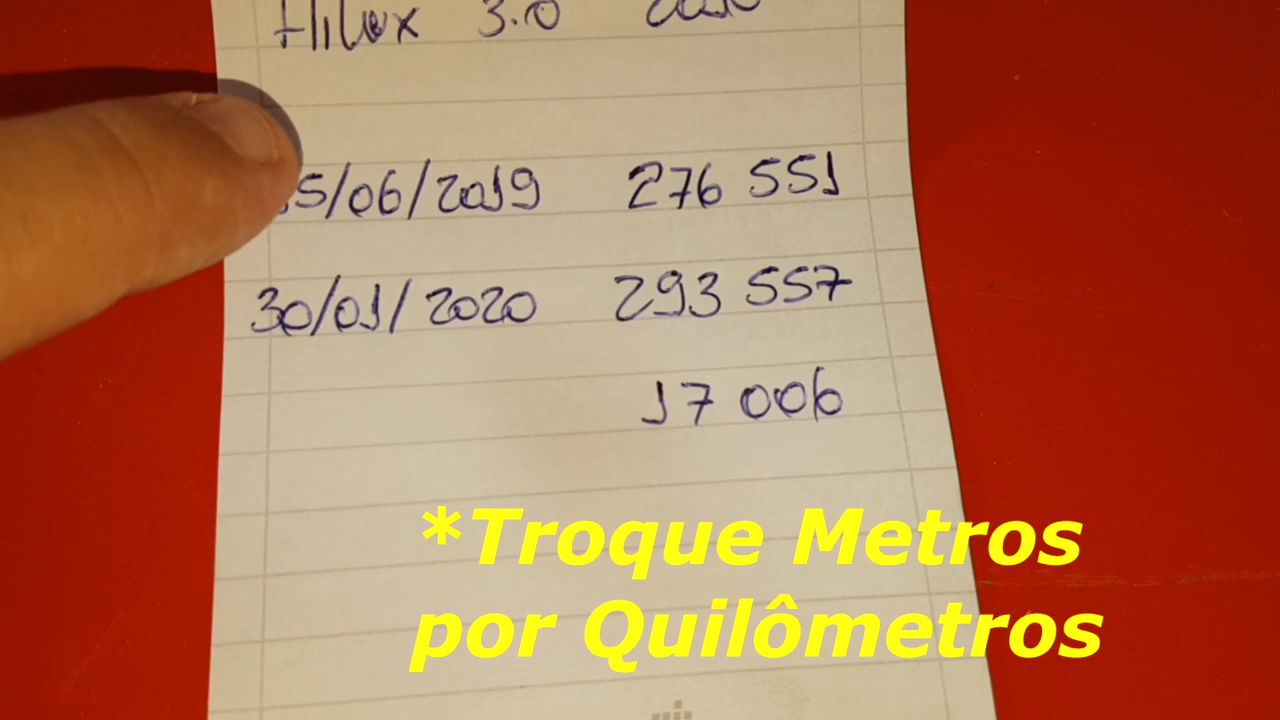 Hilux 3.0
5/06/2019 276 551
30/01/2020 293 557
17 006
*Troque Metros
por Quilômetros